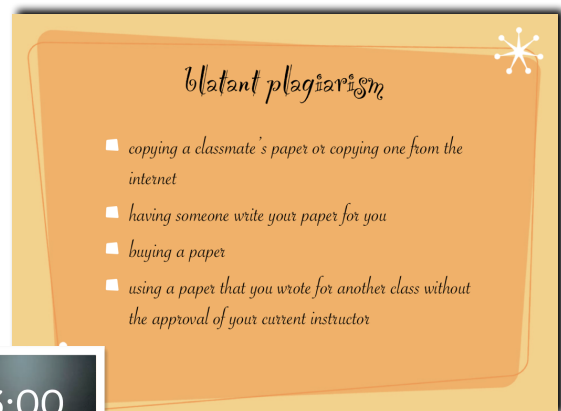 blatant plagiarism
copying a classmate's paper or copying one from the
internet
having someone write your paper for you
buying a paper
using a paper that you wrote for another class without
the approval of your current instructor
:00